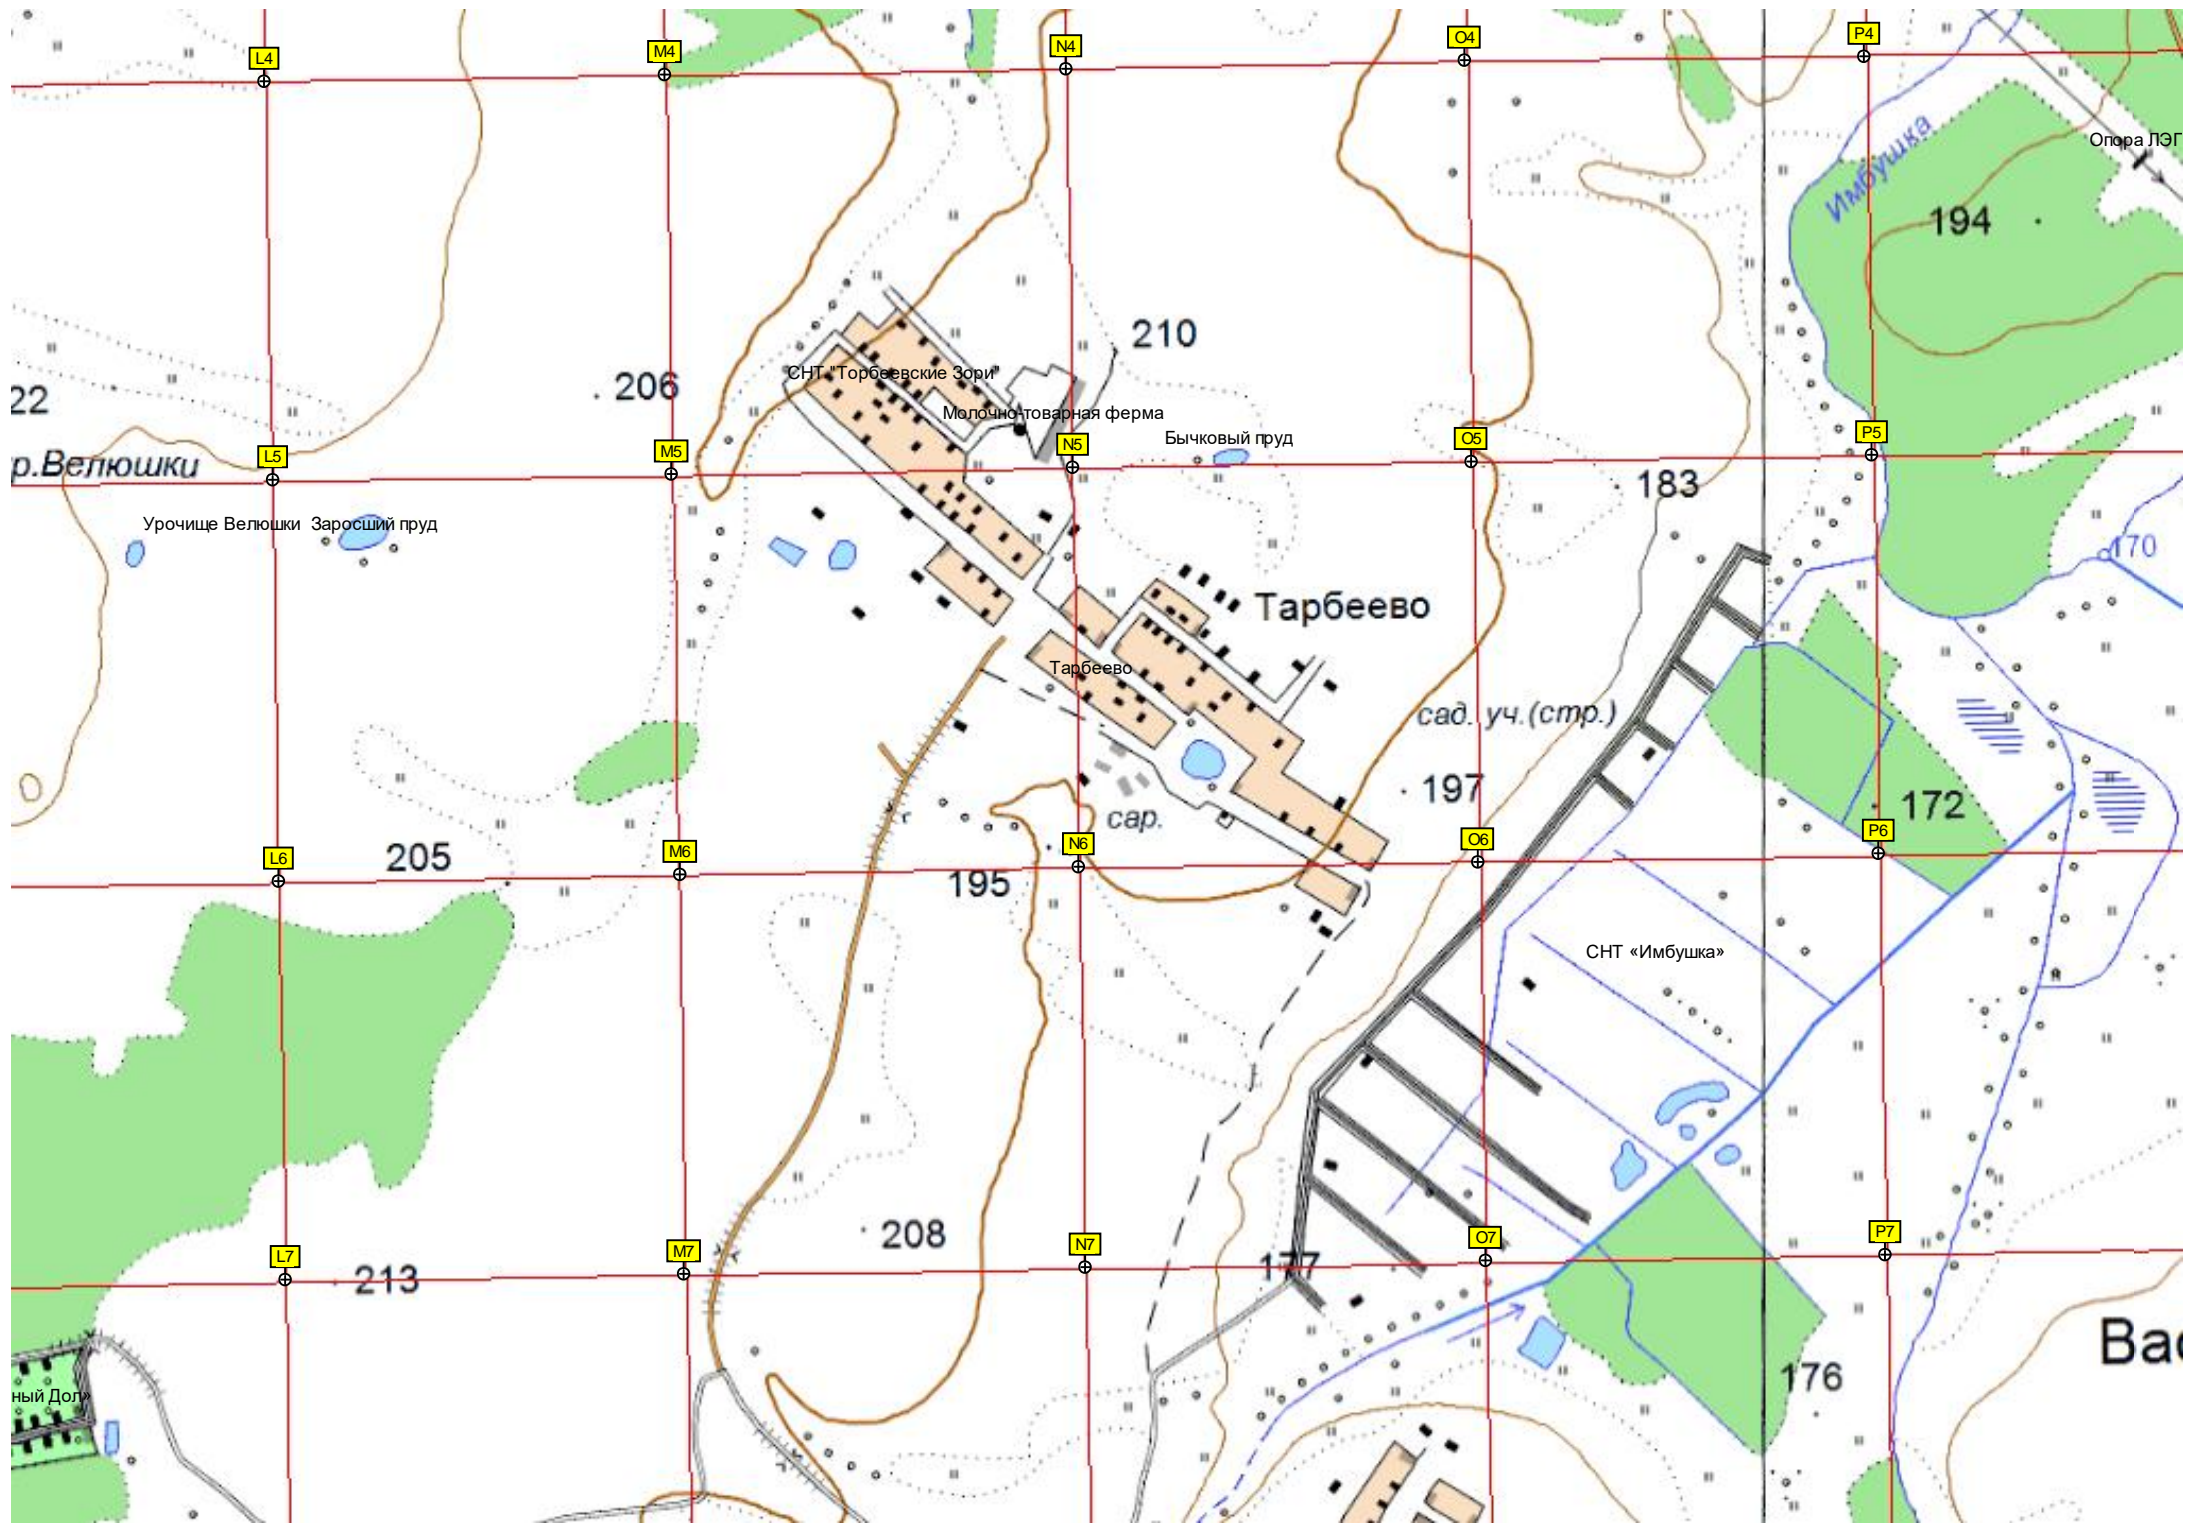 L4
M4
N4
O4
P4
Имбушка
Опора ЛЭП
194
210
СНТ "Торбеевские Зори"
206
22
Молочно-товарная ферма
Бычковый пруд
р.Велюшки
L5
M5
N5
O5
P5
183
Урочище Велюшки
Заросший пруд
170
Тарбеево
Тарбеево
сад. уч.(стр.)
197
172
сар.
205
195
L6
M6
N6
O6
P6
СНТ «Имбушка»
208
213
177
L7
M7
N7
O7
P7
Вас
176
ный Дол»